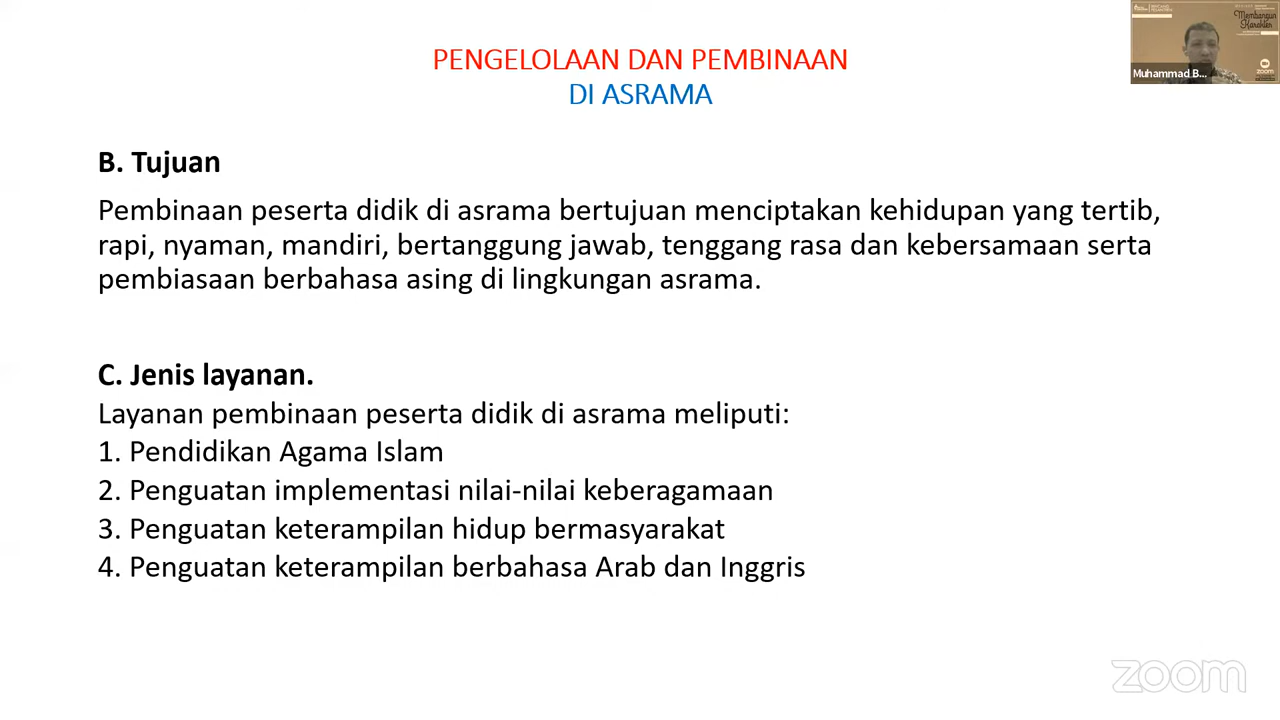 PENGELOLAAN DAN PEMBINAAN
DI ASRAMA
Membangun
Karakter
zoom
Muhammad B...
B. Tujuan
Pembinaan peserta didik di asrama bertujuan menciptakan kehidupan yang tertib,
rapi, nyaman, mandiri, bertanggung jawab, tenggang rasa dan kebersamaan serta
pembiasaan berbahasa asing di lingkungan asrama.
C. Jenis layanan.
Layanan pembinaan peserta didik di asrama meliputi:
1. Pendidikan Agama Islam
2. Penguatan implementasi nilai-nilai keberagamaan
3. Penguatan keterampilan hidup bermasyarakat
4. Penguatan keterampilan berbahasa Arab dan Inggris
zoom